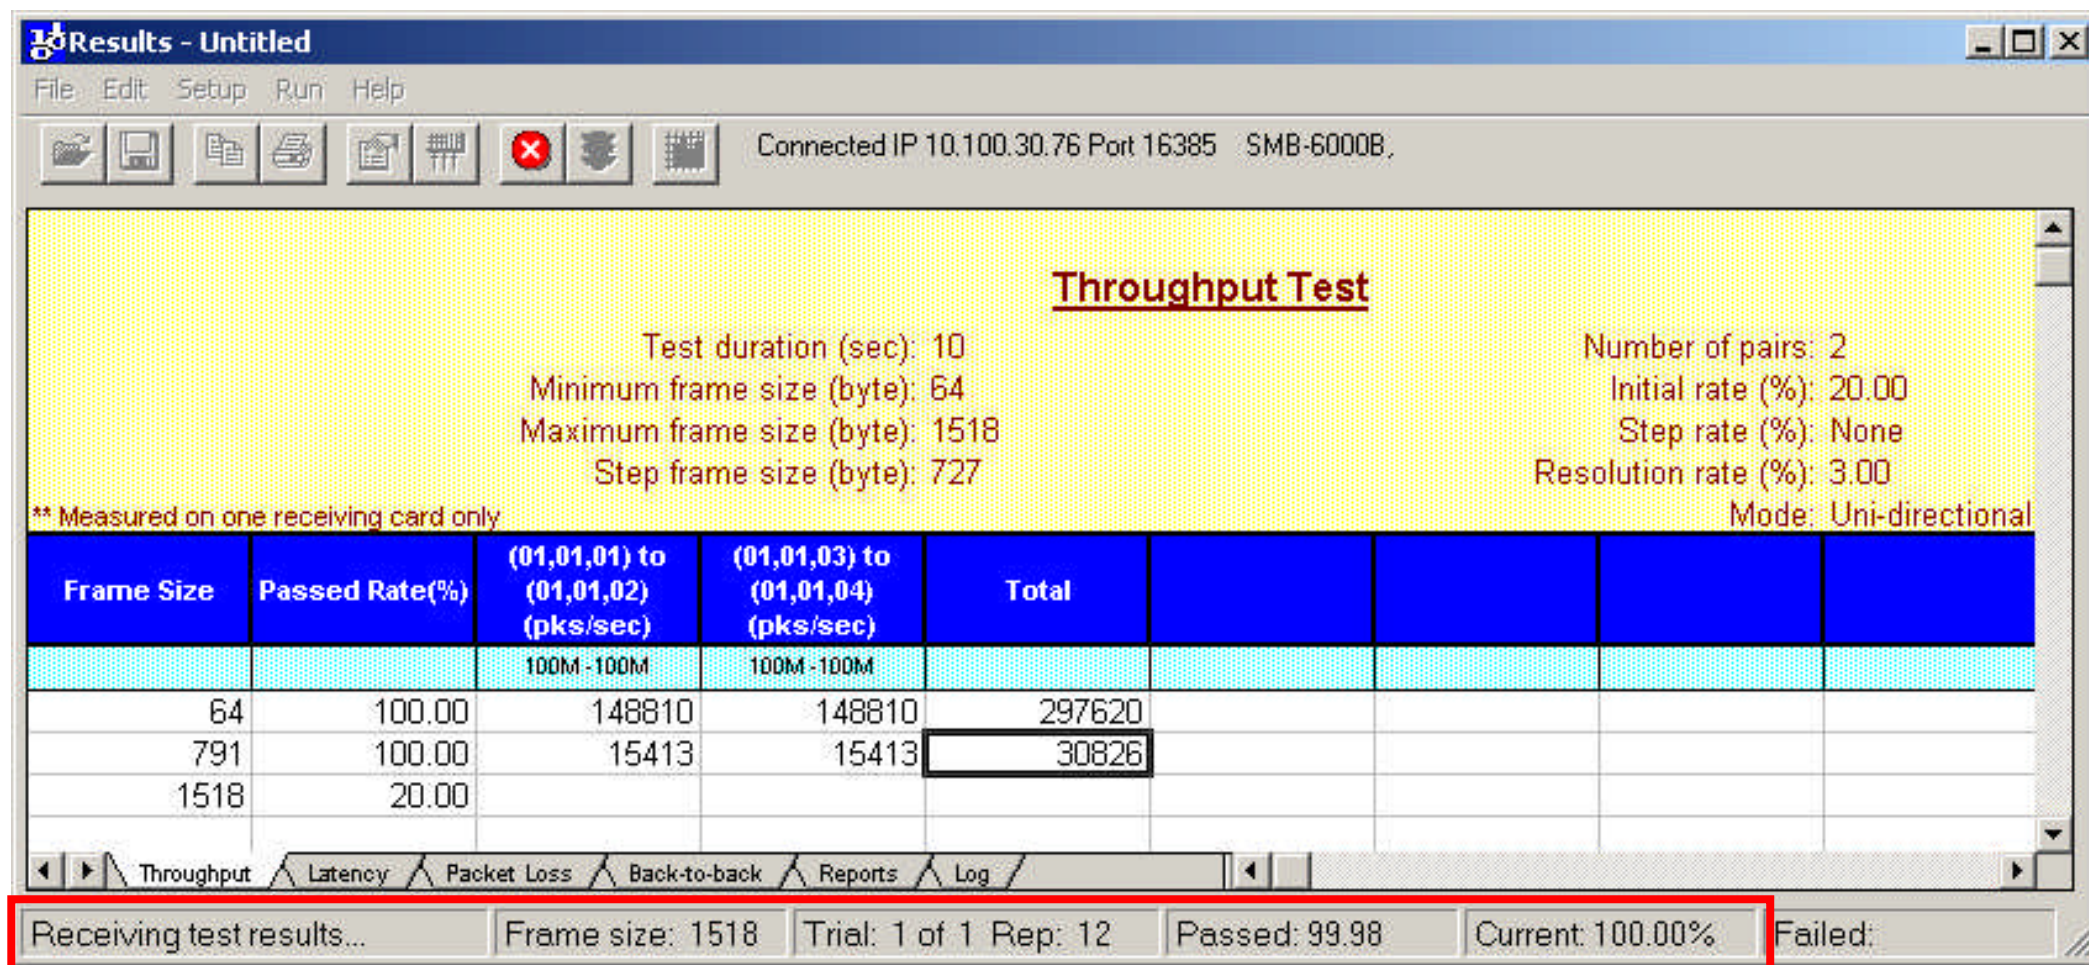 Results - Untitled
File Edit Setup Run Help
Connected IP 10.100.30.76 Port 16385 SMB-6000B,
Throughput Test
Test duration (sec): 10 Number of pairs: 2
Minimum frame size (byte): 64 Initial rate (%): 20.00
Maximum frame size (byte): 1518 Step rate (%): None
Step frame size (byte): 727 Resolution rate (%): 3.00
** Measured on one receiving card only Mode: Uni-directional
Frame Size Passed Rate(%) (01,01,01) to (01,01,02) (pks/sec) (01,01,03) to (01,01,04) (pks/sec) Total
100M -100M 100M -100M
64 100.00 148810 148810 297620
791 100.00 15413 15413 30826
1518 20.00
Throughput Latency Packet Loss Back-to-back Reports Log
Receiving test results... Frame size: 1518 Trial: 1 of 1 Rep: 12 Passed: 99.98 Current: 100.00% Failed: